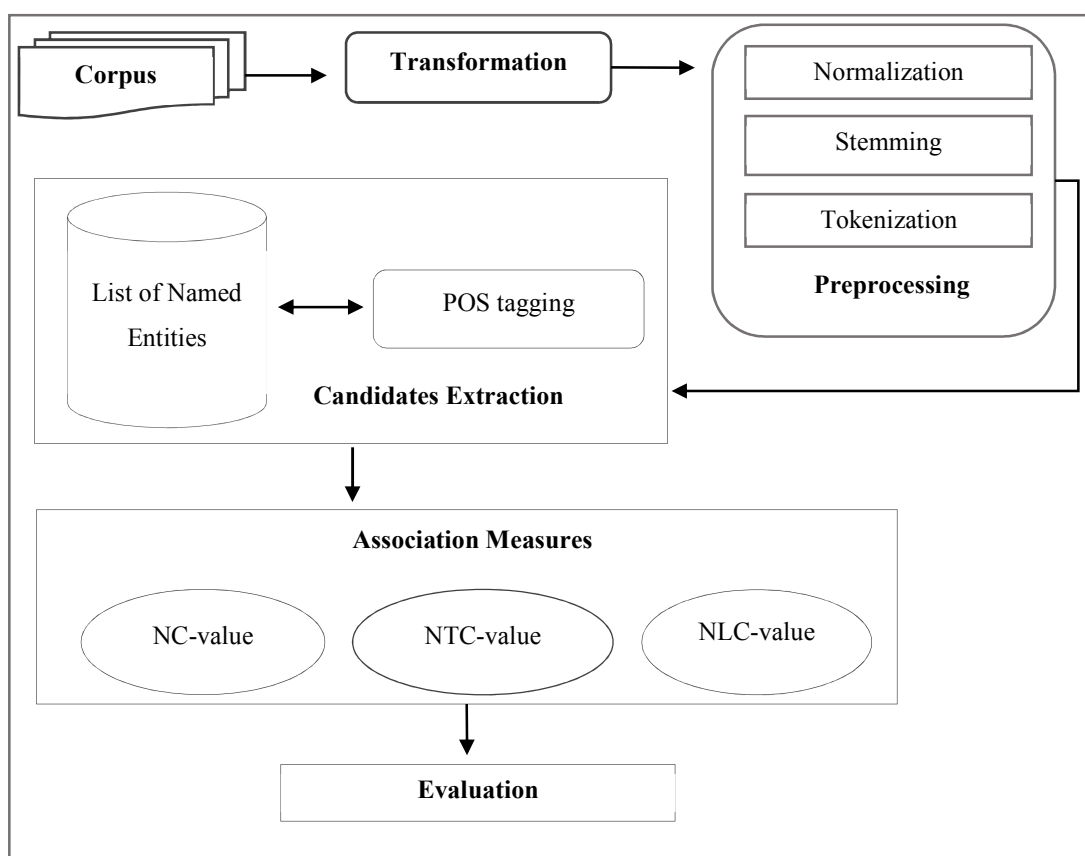 Corpus
Transformation
Normalization
Stemming
Tokenization
Preprocessing
List of Named
Entities
POS tagging
Candidates Extraction
Association Measures
NC-value
NTC-value
NLC-value
Evaluation